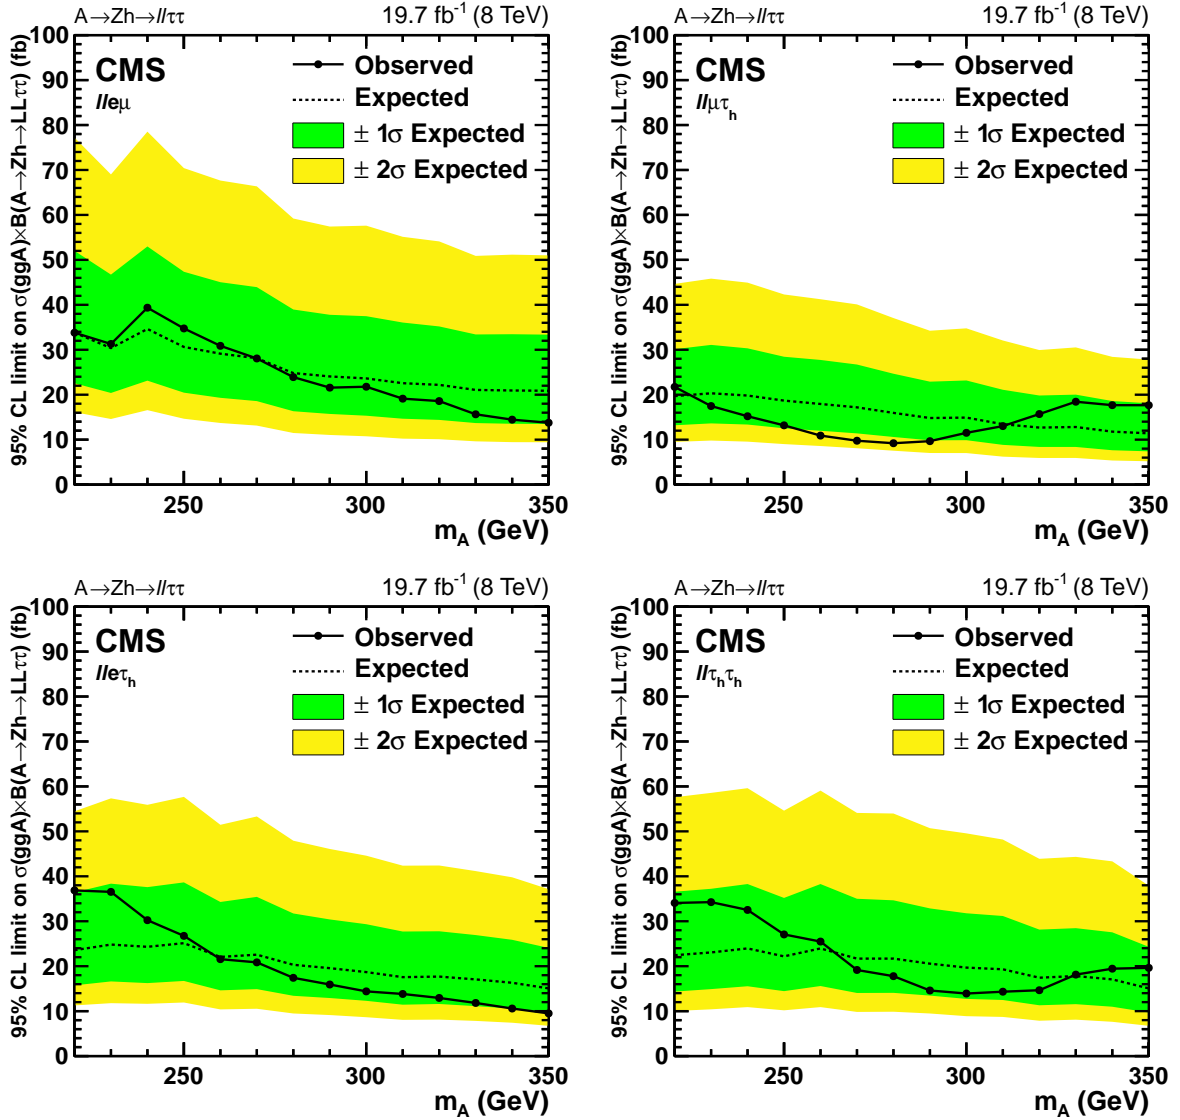 A→Zh→llττ 19.7 fb⁻¹ (8 TeV)
95% CL limit on σ(ggA)×B(A→Zh→LLττ) (fb)
100
90
80
70
60
50
40
30
20
10
0
CMS
lleμ
Observed
Expected
± 1σ Expected
± 2σ Expected
250 300 350
m_A (GeV)
A→Zh→llττ 19.7 fb⁻¹ (8 TeV)
95% CL limit on σ(ggA)×B(A→Zh→LLττ) (fb)
100
90
80
70
60
50
40
30
20
10
0
CMS
llμτ_h
Observed
Expected
± 1σ Expected
± 2σ Expected
250 300 350
m_A (GeV)
A→Zh→llττ 19.7 fb⁻¹ (8 TeV)
95% CL limit on σ(ggA)×B(A→Zh→LLττ) (fb)
100
90
80
70
60
50
40
30
20
10
0
CMS
lleτ_h
Observed
Expected
± 1σ Expected
± 2σ Expected
250 300 350
m_A (GeV)
A→Zh→llττ 19.7 fb⁻¹ (8 TeV)
95% CL limit on σ(ggA)×B(A→Zh→LLττ) (fb)
100
90
80
70
60
50
40
30
20
10
0
CMS
llτ_hτ_h
Observed
Expected
± 1σ Expected
± 2σ Expected
250 300 350
m_A (GeV)